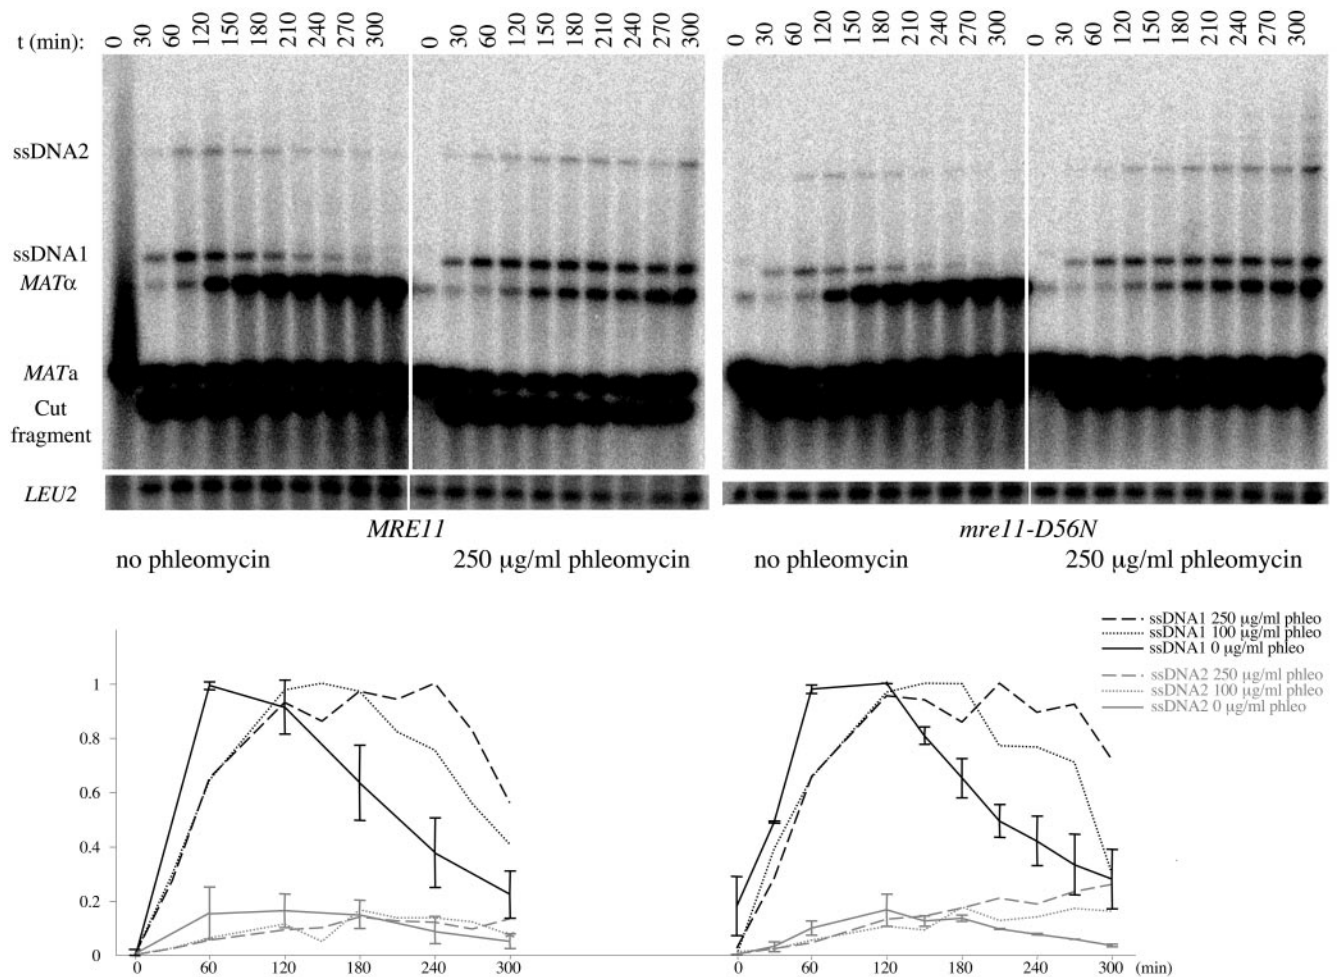 t (min): 0 30 60 120 150 180 210 240 270 300 0 30 60 120 150 180 210 240 270 300 0 30 60 120 150 180 210 240 270 300 0 30 60 120 150 180 210 240 270 300
ssDNA2
ssDNA1
MATα
MATa
Cut
fragment
LEU2
MRE11 mre11-D56N
no phleomycin 250 µg/ml phleomycin no phleomycin 250 µg/ml phleomycin
ssDNA1 250 µg/ml phleo
ssDNA1 100 µg/ml phleo
ssDNA1 0 µg/ml phleo
ssDNA2 250 µg/ml phleo
ssDNA2 100 µg/ml phleo
ssDNA2 0 µg/ml phleo
1
0.8
0.6
0.4
0.2
0
0 60 120 180 240 300 0 60 120 180 240 300 (min)